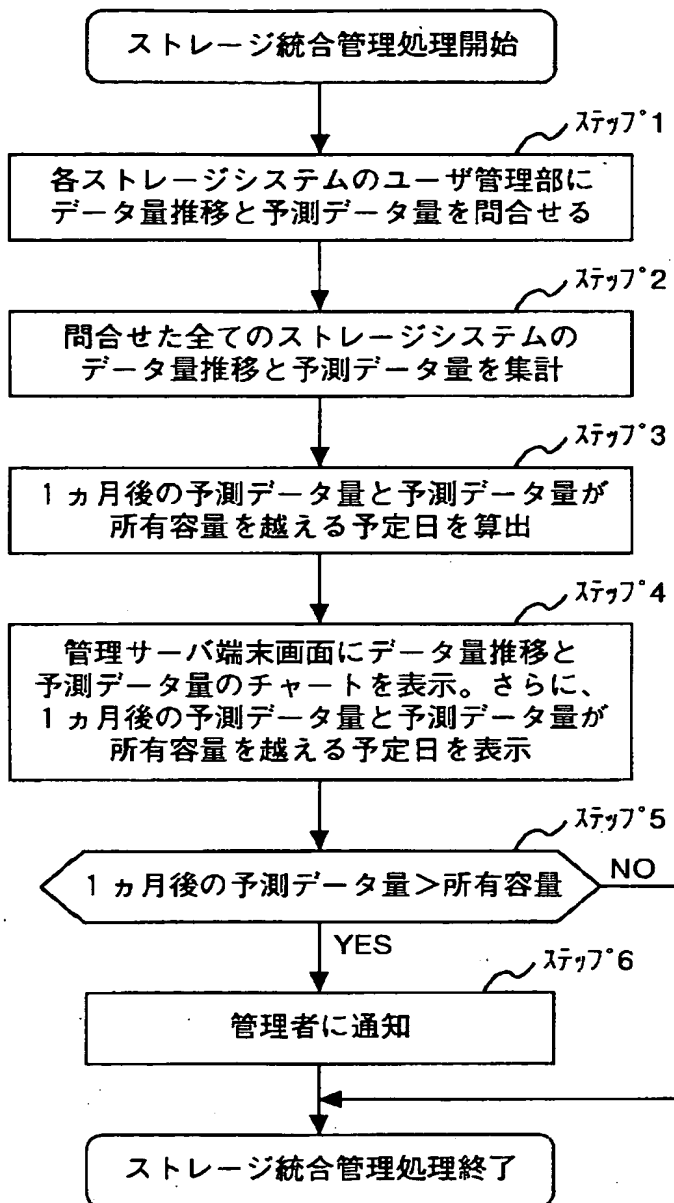 ストレージ統合管理処理開始
ｽﾃｯﾌﾟ1
各ストレージシステムのユーザ管理部に
データ量推移と予測データ量を問合せる
ｽﾃｯﾌﾟ2
問合せた全てのストレージシステムの
データ量推移と予測データ量を集計
ｽﾃｯﾌﾟ3
1ヵ月後の予測データ量と予測データ量が
所有容量を越える予定日を算出
ｽﾃｯﾌﾟ4
管理サーバ端末画面にデータ量推移と
予測データ量のチャートを表示。さらに、
1ヵ月後の予測データ量と予測データ量が
所有容量を越える予定日を表示
ｽﾃｯﾌﾟ5
1ヵ月後の予測データ量＞所有容量
NO
YES
ｽﾃｯﾌﾟ6
管理者に通知
ストレージ統合管理処理終了